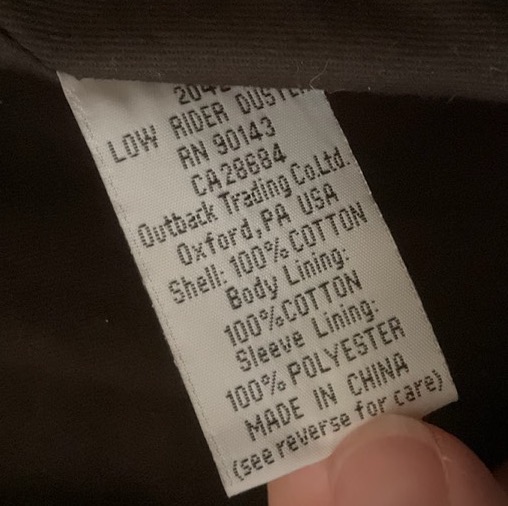 LOW RIDER DUSTER
RN 90143
CA28684
Outback Trading Co.Ltd.
Oxford,PA USA
Shell: 100% COTTON
Body Lining:
100%COTTON
Sleeve Lining:
100% POLYESTER
MADE IN CHINA
(see reverse for care)